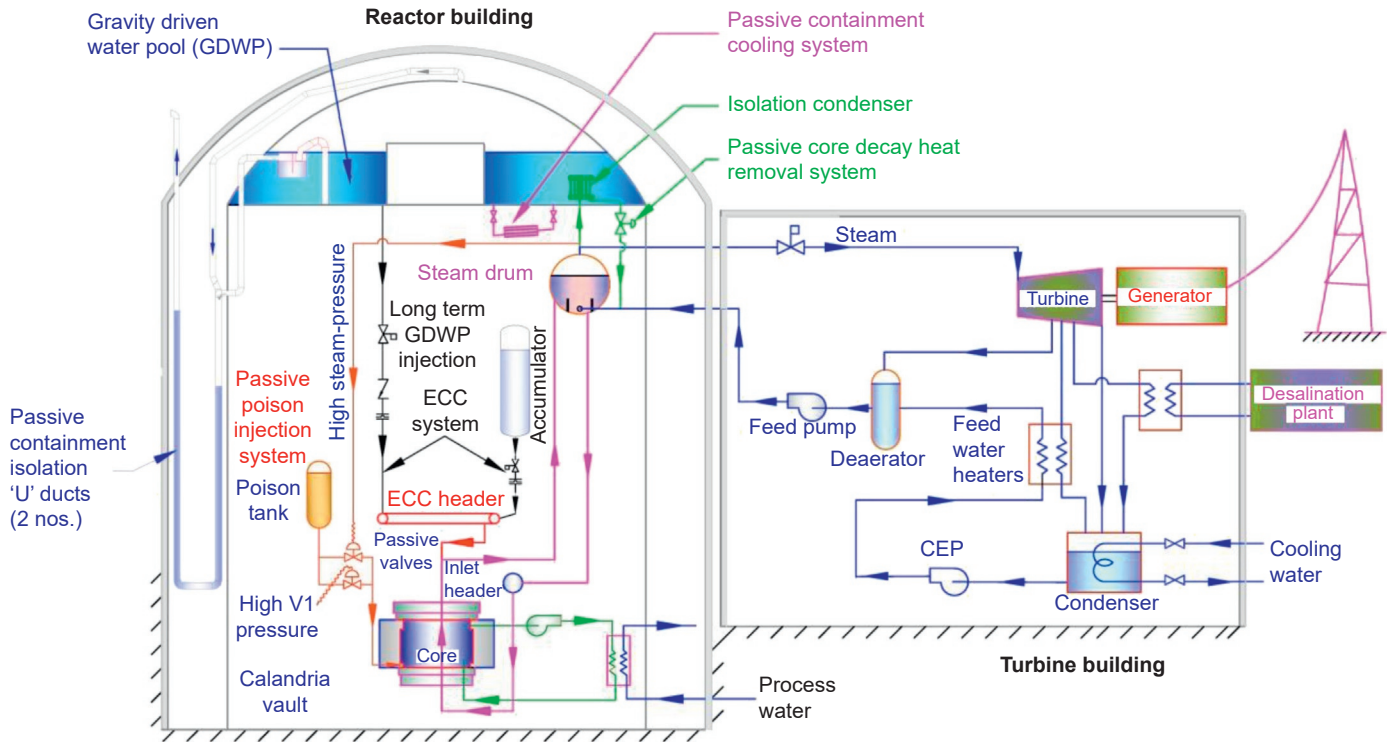 Reactor building
Gravity driven
water pool (GDWP)
Passive containment
cooling system
Isolation condenser
Passive core decay heat
removal system
Steam
Steam drum
High steam-pressure
Long term
GDWP
injection
Accumulator
ECC
system
Passive
poison
injection
system
Poison
tank
ECC header
Passive
valves
Inlet
header
High V1
pressure
Core
Calandria
vault
Process
water
Passive
containment
isolation
‘U’ ducts
(2 nos.)
Turbine
Generator
Desalination
plant
Feed pump
Deaerator
Feed
water
heaters
CEP
Condenser
Cooling
water
Turbine building